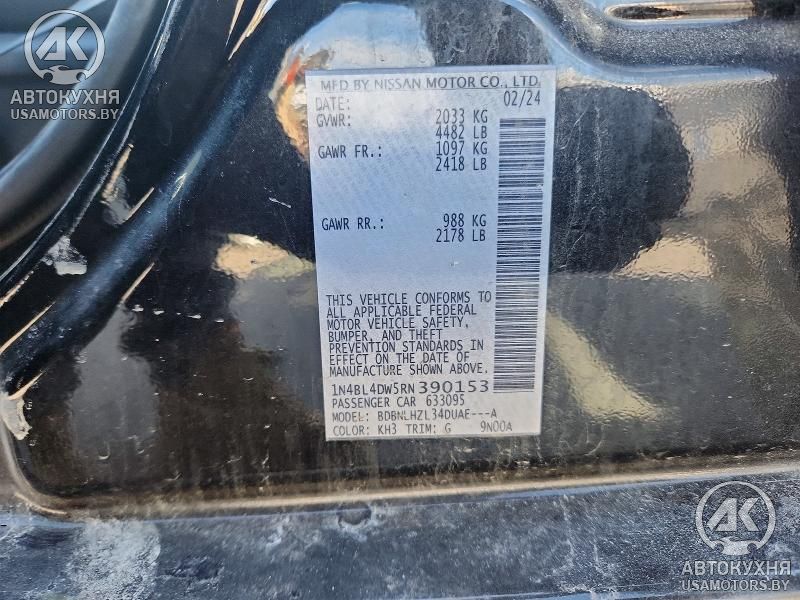 AK
АВТОКУХНЯ
USAMOTORS.BY
MFD BY NISSAN MOTOR CO., LTD.
DATE: 02/24
GVWR: 2033 KG
4482 LB
GAWR FR.: 1097 KG
2418 LB
GAWR RR.: 988 KG
2178 LB
THIS VEHICLE CONFORMS TO
ALL APPLICABLE FEDERAL
MOTOR VEHICLE SAFETY,
BUMPER, AND THEFT
PREVENTION STANDARDS IN
EFFECT ON THE DATE OF
MANUFACTURE SHOWN ABOVE.
1N4BL4DW5RN390153
PASSENGER CAR 633095
MODEL: BDBNLHZL34DUAE---A
COLOR: KH3 TRIM: G 9N00A
AK
АВТОКУХНЯ
USAMOTORS.BY